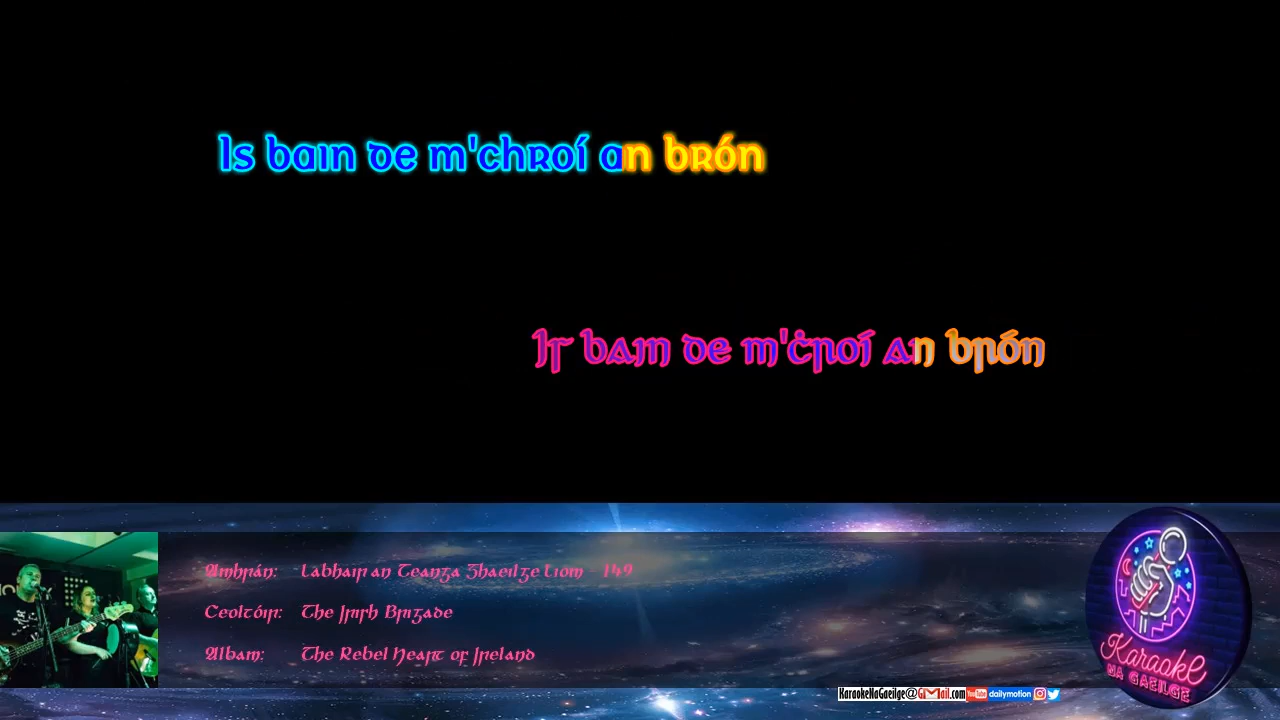 Is bain de m'chroí an brón
Is bain de m'ċroí an brón
Amhrán: Labhair an Teanga Ghaeilge Liom - 149
Ceoltóir: The Irish Brigade
Albam: The Rebel Heart of Ireland
Karaoke
NA GAEILGE
KaraokeNaGaeilge@GMail.com YouTube dailymotion